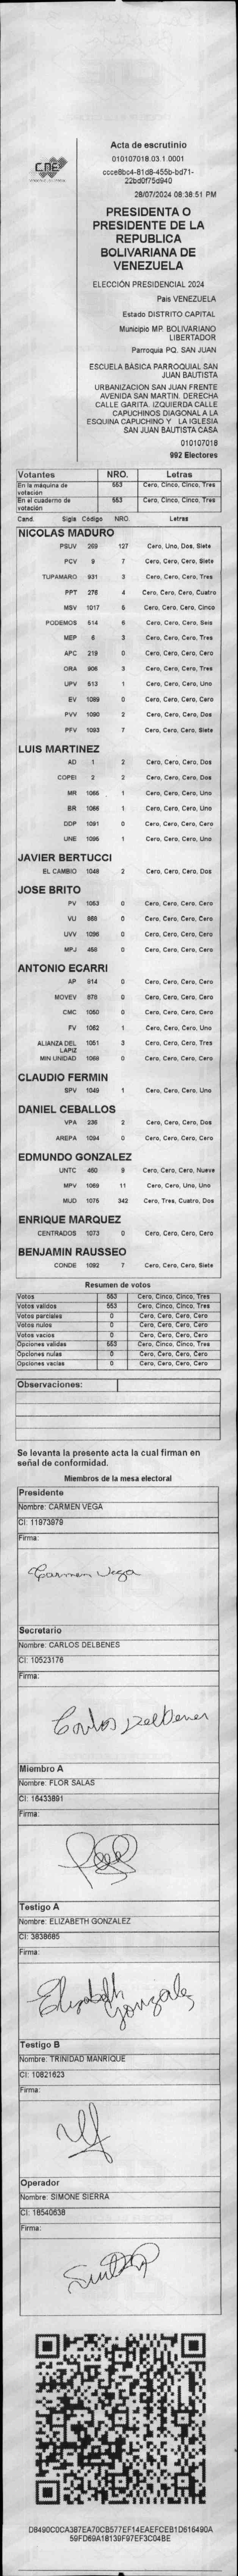 CNE
Acta de escrutinio
010107018.03.1.0001
ccce8bc4-81d8-455b-bd71-
22bd0f75d940
28/07/2024 08:38:51 PM
PRESIDENTA O
PRESIDENTE DE LA
REPUBLICA
BOLIVARIANA DE
VENEZUELA
ELECCIÓN PRESIDENCIAL 2024
Pais VENEZUELA
Estado DISTRITO CAPITAL
Municipio MP. BOLIVARIANO
LIBERTADOR
Parroquia PQ. SAN JUAN
ESCUELA BÁSICA PARROQUIAL SAN
JUAN BAUTISTA
URBANIZACION SAN JUAN FRENTE
AVENIDA SAN MARTIN. DERECHA
CALLE GARITA. IZQUIERDA CALLE
CAPUCHINOS DIAGONAL A LA
ESQUINA CAPUCHINO Y LA IGLESIA
SAN JUAN BAUTISTA CASA
010107018
992 Electores
Votantes NRO. Letras
En la máquina de votación 553 Cero, Cinco, Cinco, Tres
En el cuaderno de votación 553 Cero, Cinco, Cinco, Tres
Cand. Sigla Código NRO. Letras
NICOLAS MADURO
PSUV 269 127 Cero, Uno, Dos, Siete
PCV 9 7 Cero, Cero, Cero, Siete
TUPAMARO 931 3 Cero, Cero, Cero, Tres
PPT 276 4 Cero, Cero, Cero, Cuatro
MSV 1017 5 Cero, Cero, Cero, Cinco
PODEMOS 514 6 Cero, Cero, Cero, Seis
MEP 6 3 Cero, Cero, Cero, Tres
APC 219 0 Cero, Cero, Cero, Cero
ORA 906 3 Cero, Cero, Cero, Tres
UPV 513 1 Cero, Cero, Cero, Uno
EV 1089 0 Cero, Cero, Cero, Cero
PVV 1090 2 Cero, Cero, Cero, Dos
PFV 1093 7 Cero, Cero, Cero, Siete
LUIS MARTINEZ
AD 1 2 Cero, Cero, Cero, Dos
COPEI 2 2 Cero, Cero, Cero, Dos
MR 1066 1 Cero, Cero, Cero, Uno
BR 1 Cero, Cero, Cero, Uno
DDP 1091 0 Cero, Cero, Cero, Cero
UNE 1095 1 Cero, Cero, Cero, Uno
JAVIER BERTUCCI
EL CAMBIO 1048 2 Cero, Cero, Cero, Dos
JOSE BRITO
PV 1053 0 Cero, Cero, Cero, Cero
VU 868 0 Cero, Cero, Cero, Cero
UVV 1096 0 Cero, Cero, Cero, Cero
MPJ 456 0 Cero, Cero, Cero, Cero
ANTONIO ECARRI
AP 914 0 Cero, Cero, Cero, Cero
MOVEV 878 0 Cero, Cero, Cero, Cero
CMC 1050 0 Cero, Cero, Cero, Cero
FV 1062 1 Cero, Cero, Cero, Uno
ALIANZA DEL LAPIZ 1051 3 Cero, Cero, Cero, Tres
MIN UNIDAD 1068 0 Cero, Cero, Cero, Cero
CLAUDIO FERMIN
SPV 1049 1 Cero, Cero, Cero, Uno
DANIEL CEBALLOS
VPA 235 2 Cero, Cero, Cero, Dos
AREPA 1094 0 Cero, Cero, Cero, Cero
EDMUNDO GONZALEZ
UNTC 460 9 Cero, Cero, Cero, Nueve
MPV 1069 11 Cero, Cero, Uno, Uno
MUD 1075 342 Cero, Tres, Cuatro, Dos
ENRIQUE MARQUEZ
CENTRADOS 1073 0 Cero, Cero, Cero, Cero
BENJAMIN RAUSSEO
CONDE 1092 7 Cero, Cero, Cero, Siete
Resumen de votos
Votos 553 Cero, Cinco, Cinco, Tres
Votos validos 553 Cero, Cinco, Cinco, Tres
Votos parciales 0 Cero, Cero, Cero, Cero
Votos nulos 0 Cero, Cero, Cero, Cero
Votos vacios 0 Cero, Cero, Cero, Cero
Opciones validas 553 Cero, Cinco, Cinco, Tres
Opciones nulas 0 Cero, Cero, Cero, Cero
Opciones vacias 0 Cero, Cero, Cero, Cero
Observaciones:
Se levanta la presente acta la cual firman en
señal de conformidad.
Miembros de la mesa electoral
Presidente
Nombre: CARMEN VEGA
CI: 11973979
Firma:
Carmen Vega
Secretario
Nombre: CARLOS DELBENES
CI: 10523176
Firma:
Carlos Delbenes
Miembro A
Nombre: FLOR SALAS
CI: 16433891
Firma:
Testigo A
Nombre: ELIZABETH GONZALEZ
CI: 3838685
Firma:
Elizabeth
Gonzalez
Testigo B
Nombre: TRINIDAD MANRIQUE
CI: 10821623
Firma:
Operador
Nombre: SIMONE SIERRA
CI: 18540638
Firma:
D8490C0CA387EA70CB577EF14EAEFCEB1D616490A
59FD69A18139F97EF3C04BE